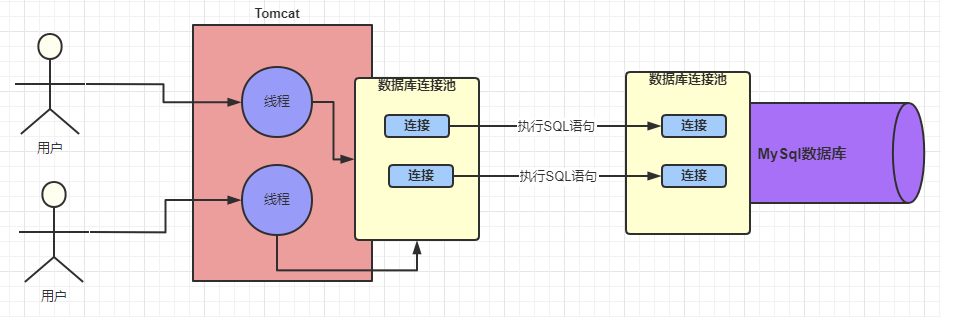 Tomcat
用户
线程
数据库连接池
连接
执行SQL语句
数据库连接池
连接
MySql数据库
连接
执行SQL语句
连接
线程
用户